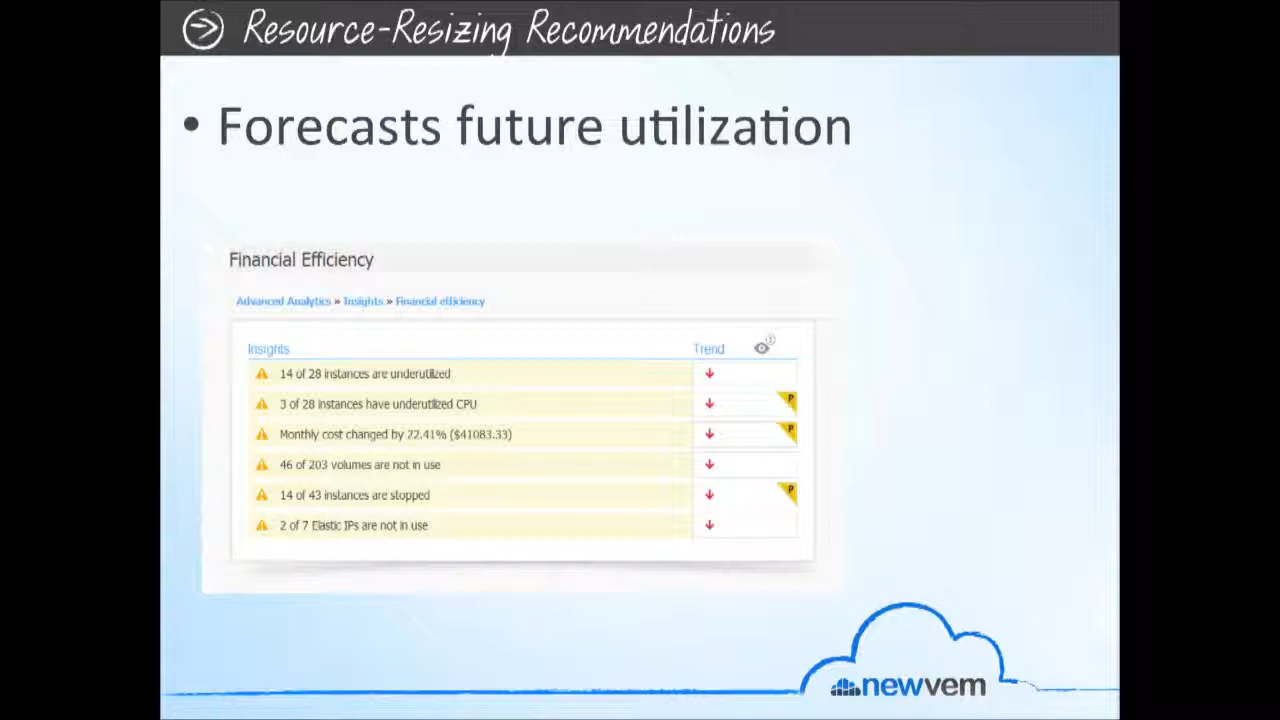 Resource-Resizing Recommendations
• Forecasts future utilization
Financial Efficiency
Advanced Analytics » Insights » Financial efficiency
Insights Trend
14 of 28 instances are underutilized
3 of 28 instances have underutilized CPU P
Monthly cost changed by 22.41% ($41083.33) P
46 of 203 volumes are not in use
14 of 43 instances are stopped P
2 of 7 Elastic IPs are not in use
newvem